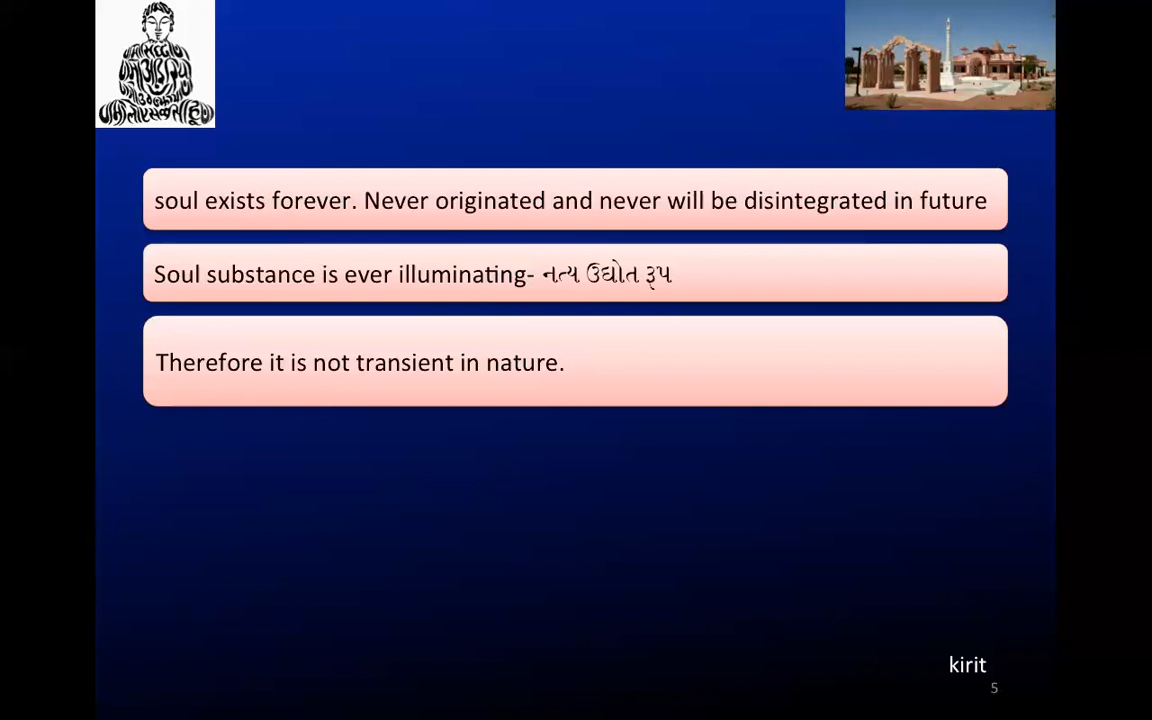 soul exists forever. Never originated and never will be disintegrated in future
Soul substance is ever illuminating- નત્ય ઉદ્યોત રૂપ
Therefore it is not transient in nature.
kirit
5